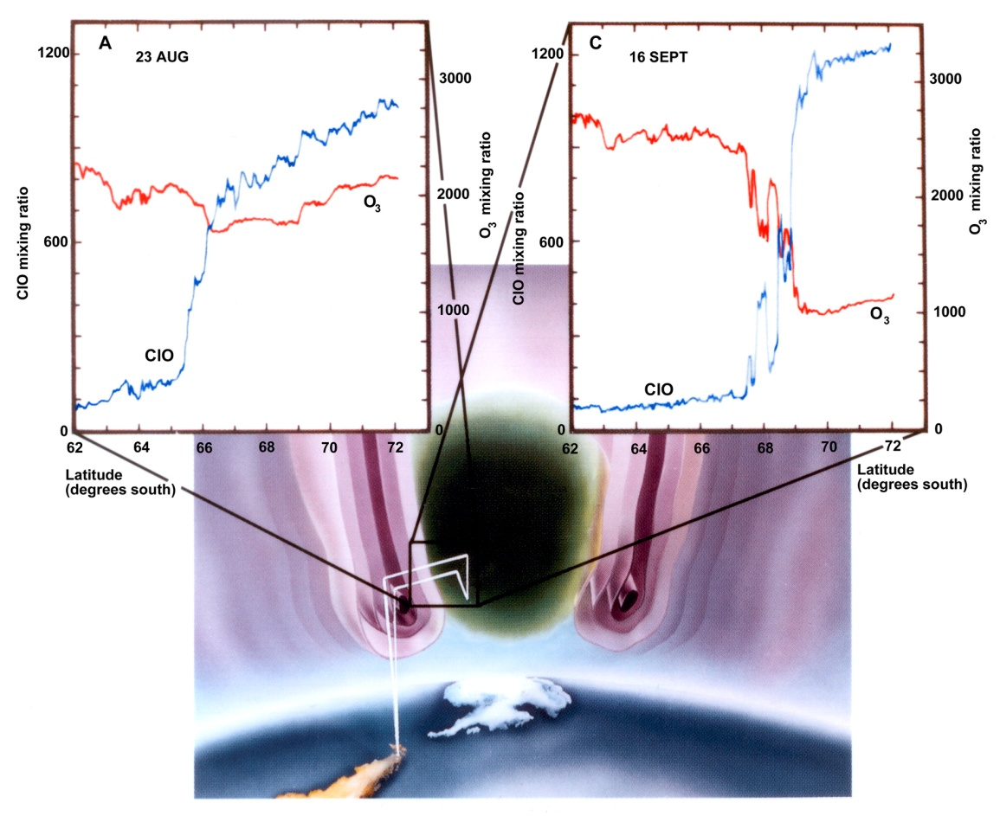 A
23 AUG
1200
600
0
ClO mixing ratio
3000
2000
1000
0
O3 mixing ratio
O3
ClO
62 64 66 68 70 72
Latitude
(degrees south)
C
16 SEPT
1200
600
0
ClO mixing ratio
3000
2000
1000
0
O3 mixing ratio
O3
ClO
62 64 66 68 70 72
Latitude
(degrees south)